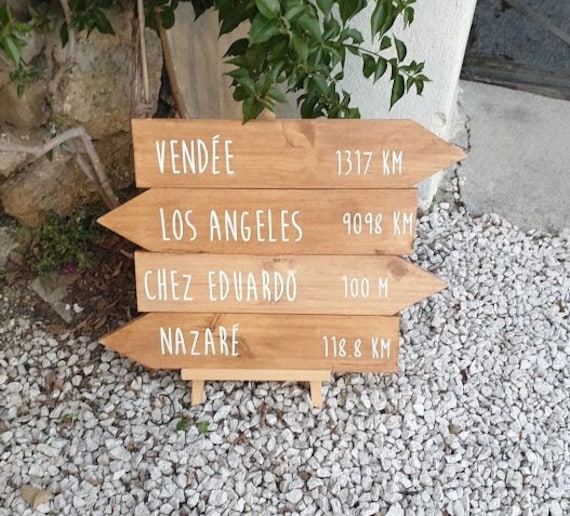 VENDÉE 1317 KM
LOS ANGELES 9098 KM
CHEZ EDUARDO 100 M
NAZARÉ 118.8 KM